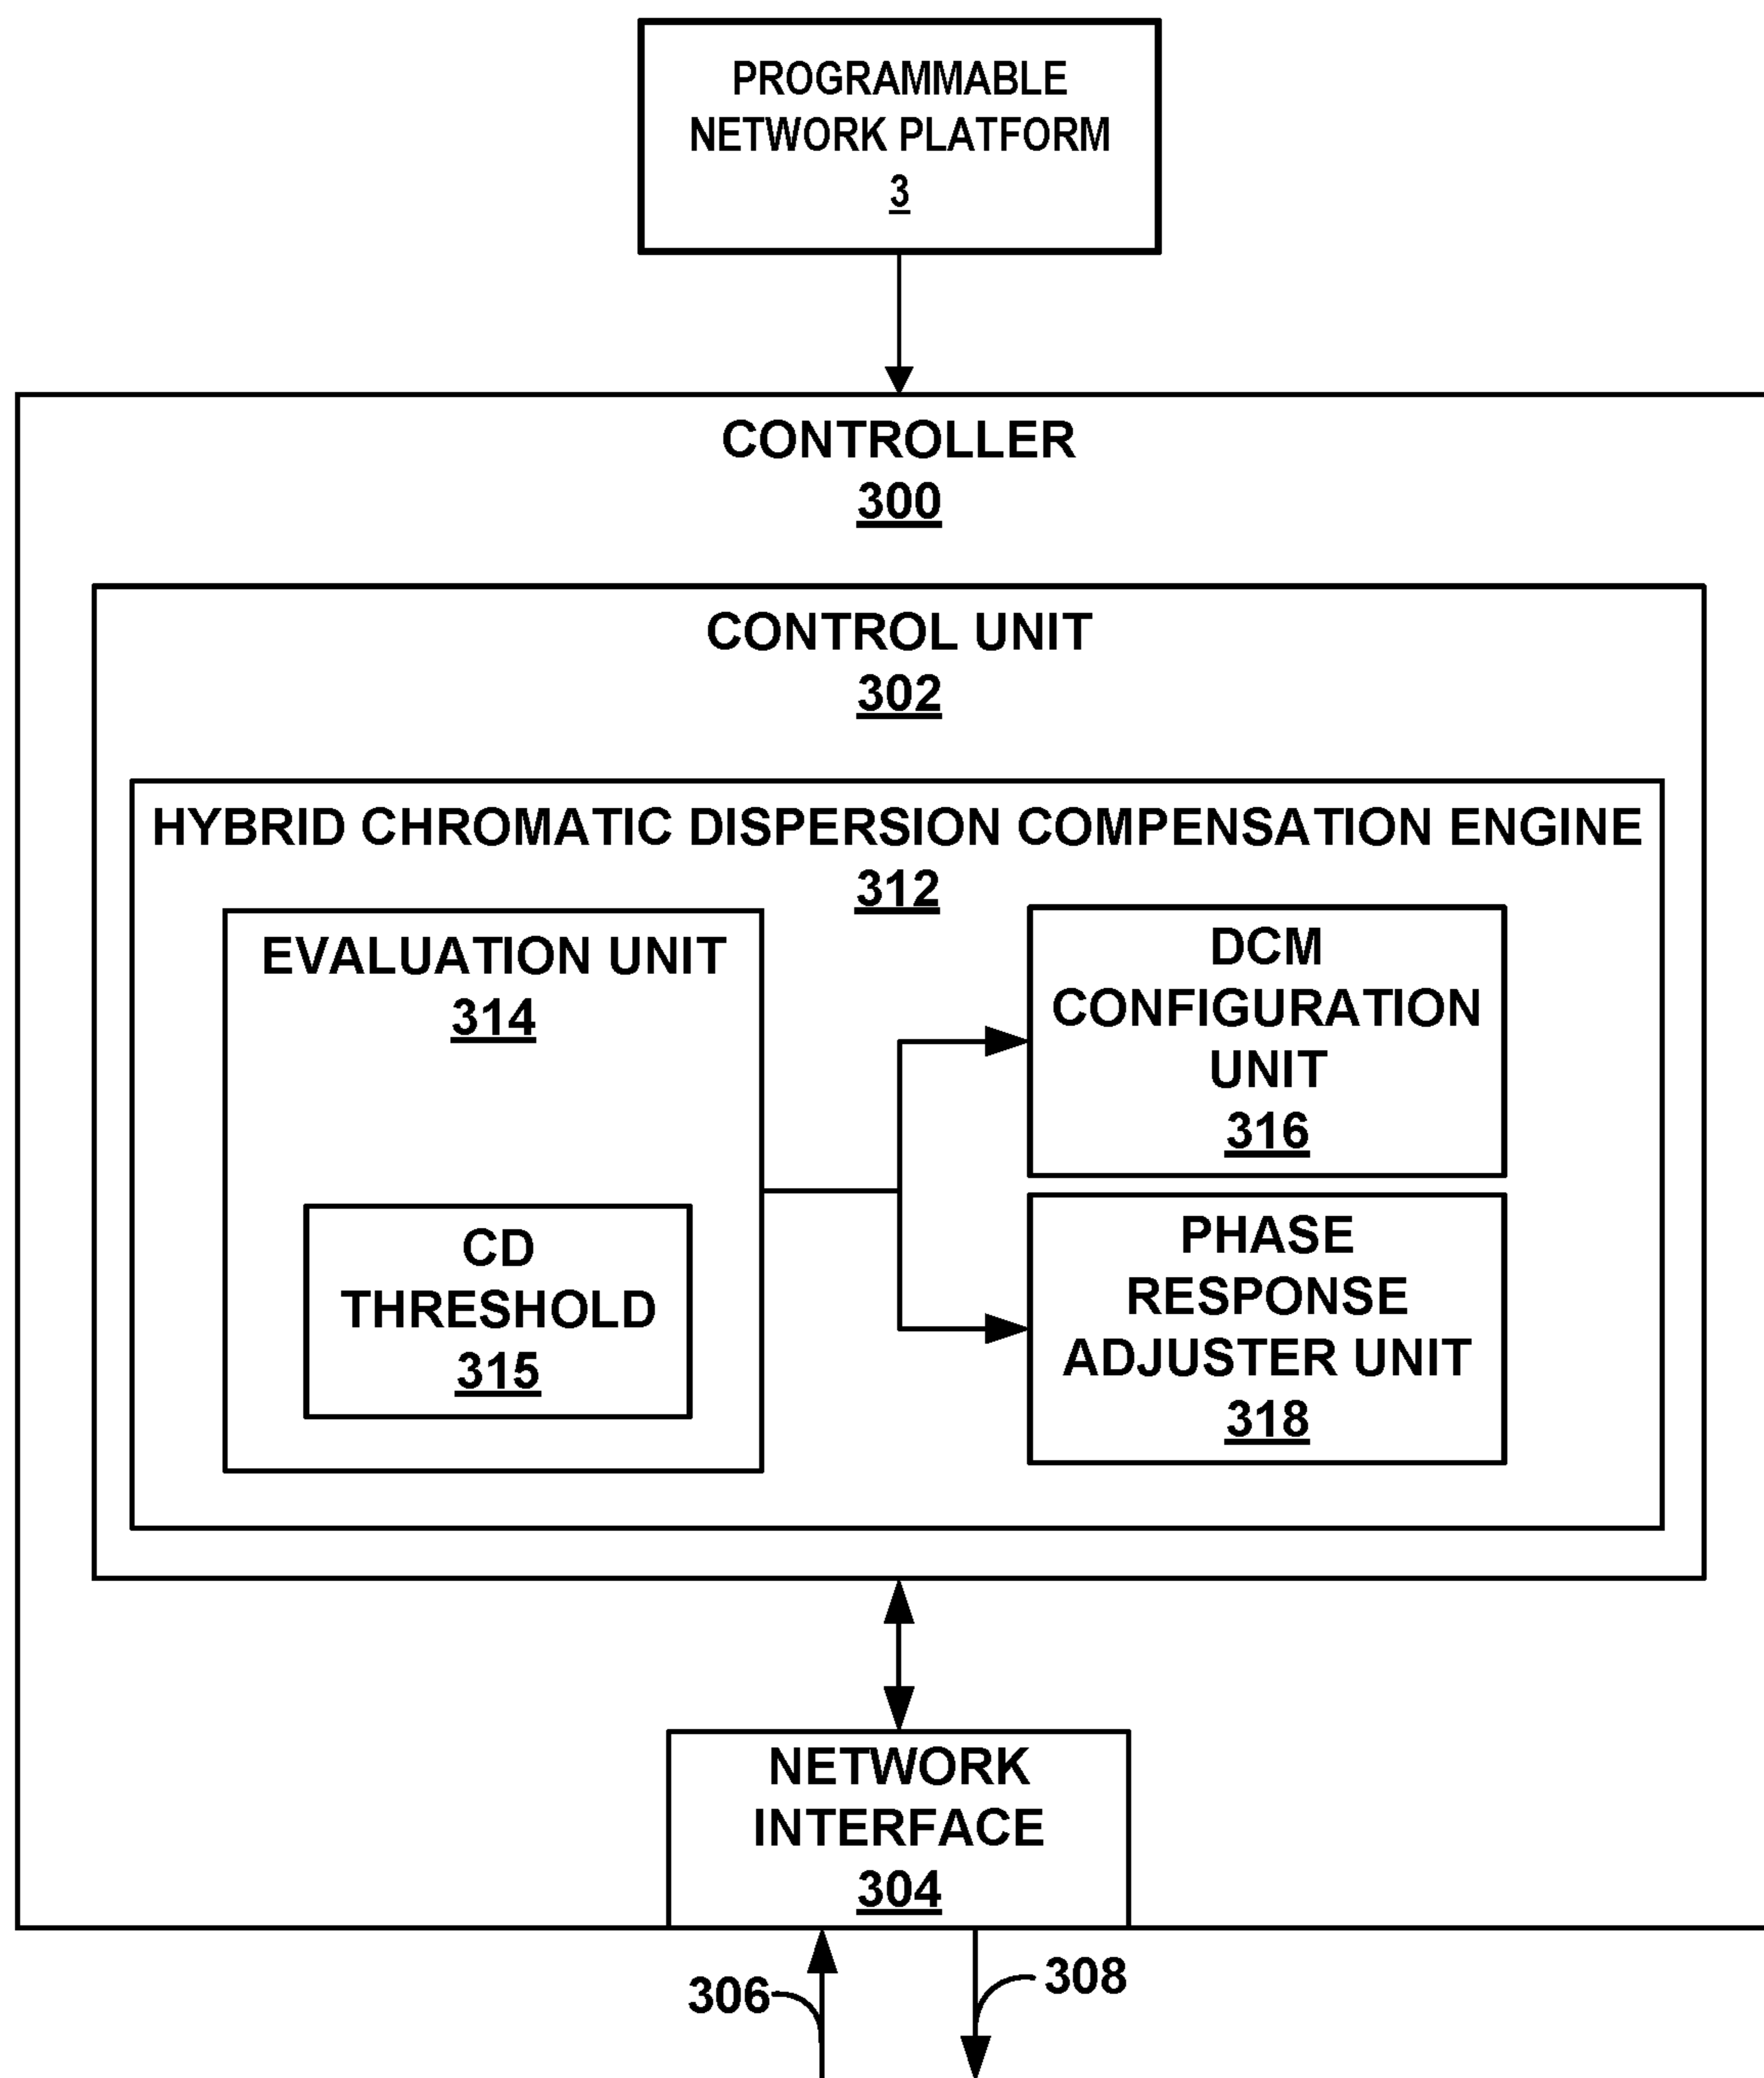 PROGRAMMABLE
NETWORK PLATFORM
3
CONTROLLER
300
CONTROL UNIT
302
HYBRID CHROMATIC DISPERSION COMPENSATION ENGINE
312
EVALUATION UNIT
314
CD
THRESHOLD
315
DCM
CONFIGURATION
UNIT
316
PHASE
RESPONSE
ADJUSTER UNIT
318
NETWORK
INTERFACE
304
306
308